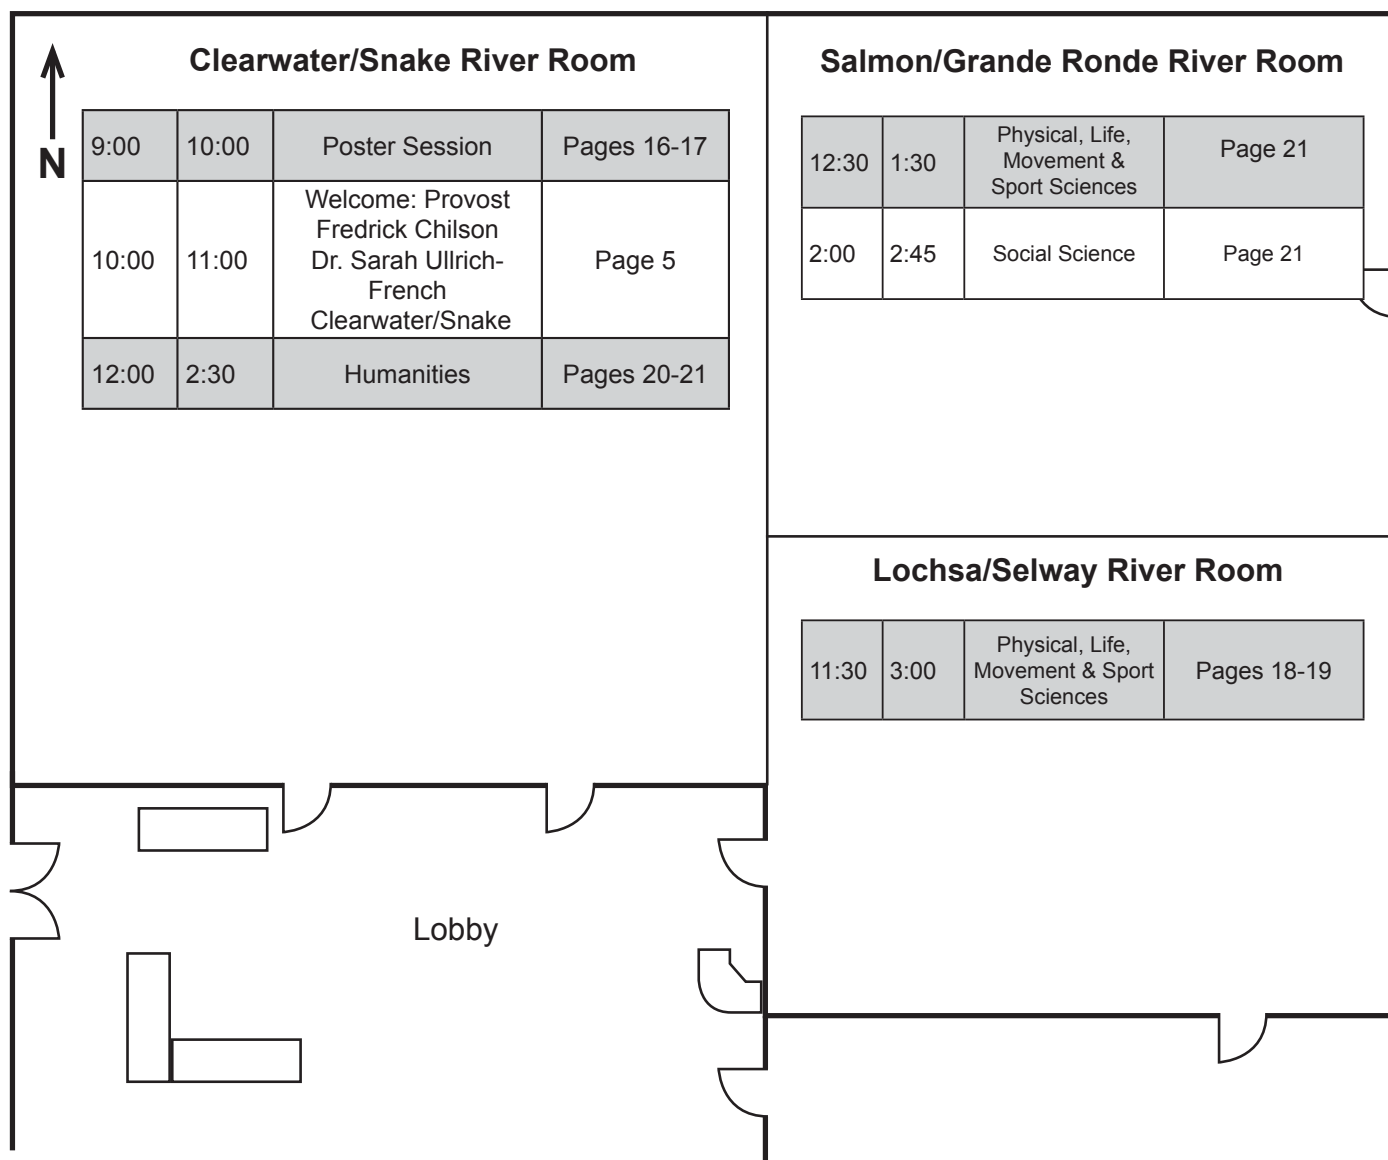 Clearwater/Snake River Room
N
9:00 10:00 Poster Session Pages 16-17
10:00 11:00 Welcome: Provost
Fredrick Chilson
Dr. Sarah Ullrich-
French
Clearwater/Snake
Page 5
12:00 2:30 Humanities Pages 20-21
Salmon/Grande Ronde River Room
12:30 1:30 Physical, Life,
Movement &
Sport Sciences
Page 21
2:00 2:45 Social Science Page 21
Lochsa/Selway River Room
11:30 3:00 Physical, Life,
Movement & Sport
Sciences
Pages 18-19
Lobby